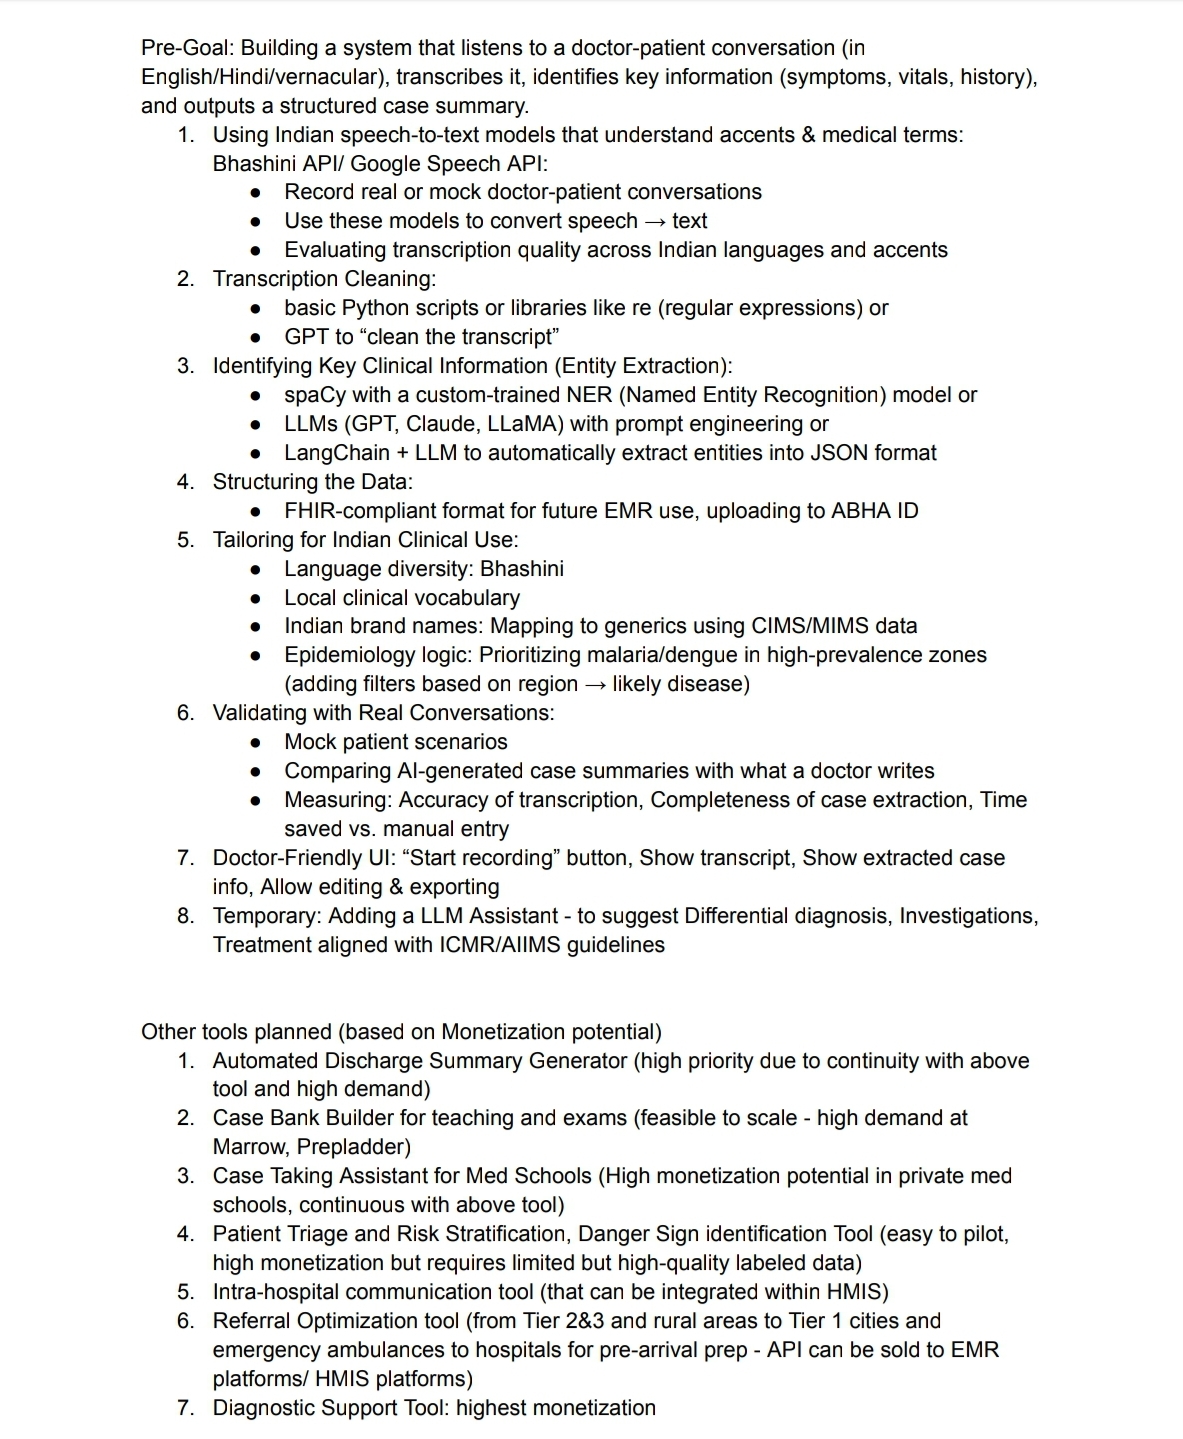 Pre-Goal: Building a system that listens to a doctor-patient conversation (in
English/Hindi/vernacular), transcribes it, identifies key information (symptoms, vitals, history),
and outputs a structured case summary.
1. Using Indian speech-to-text models that understand accents & medical terms:
Bhashini API/ Google Speech API:
● Record real or mock doctor-patient conversations
● Use these models to convert speech → text
● Evaluating transcription quality across Indian languages and accents
2. Transcription Cleaning:
● basic Python scripts or libraries like re (regular expressions) or
● GPT to “clean the transcript”
3. Identifying Key Clinical Information (Entity Extraction):
● spaCy with a custom-trained NER (Named Entity Recognition) model or
● LLMs (GPT, Claude, LLaMA) with prompt engineering or
● LangChain + LLM to automatically extract entities into JSON format
4. Structuring the Data:
● FHIR-compliant format for future EMR use, uploading to ABHA ID
5. Tailoring for Indian Clinical Use:
● Language diversity: Bhashini
● Local clinical vocabulary
● Indian brand names: Mapping to generics using CIMS/MIMS data
● Epidemiology logic: Prioritizing malaria/dengue in high-prevalence zones
(adding filters based on region → likely disease)
6. Validating with Real Conversations:
● Mock patient scenarios
● Comparing AI-generated case summaries with what a doctor writes
● Measuring: Accuracy of transcription, Completeness of case extraction, Time
saved vs. manual entry
7. Doctor-Friendly UI: “Start recording” button, Show transcript, Show extracted case
info, Allow editing & exporting
8. Temporary: Adding a LLM Assistant - to suggest Differential diagnosis, Investigations,
Treatment aligned with ICMR/AIIMS guidelines
Other tools planned (based on Monetization potential)
1. Automated Discharge Summary Generator (high priority due to continuity with above
tool and high demand)
2. Case Bank Builder for teaching and exams (feasible to scale - high demand at
Marrow, Prepladder)
3. Case Taking Assistant for Med Schools (High monetization potential in private med
schools, continuous with above tool)
4. Patient Triage and Risk Stratification, Danger Sign identification Tool (easy to pilot,
high monetization but requires limited but high-quality labeled data)
5. Intra-hospital communication tool (that can be integrated within HMIS)
6. Referral Optimization tool (from Tier 2&3 and rural areas to Tier 1 cities and
emergency ambulances to hospitals for pre-arrival prep - API can be sold to EMR
platforms/ HMIS platforms)
7. Diagnostic Support Tool: highest monetization